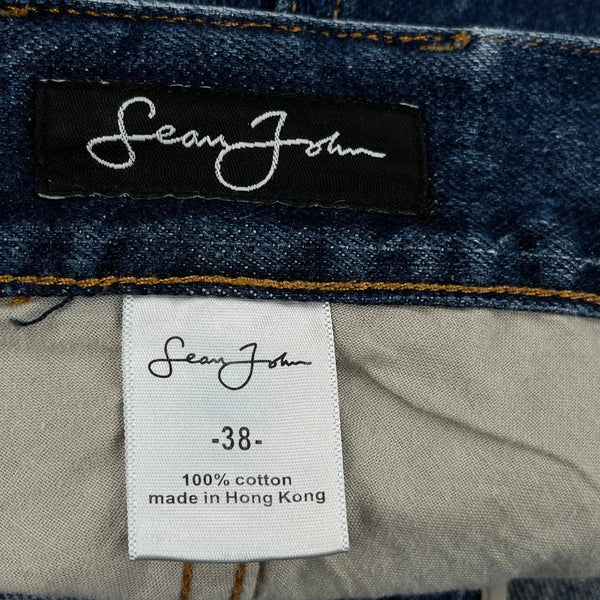 Sean John
Sean John
-38-
100% cotton
made in Hong Kong